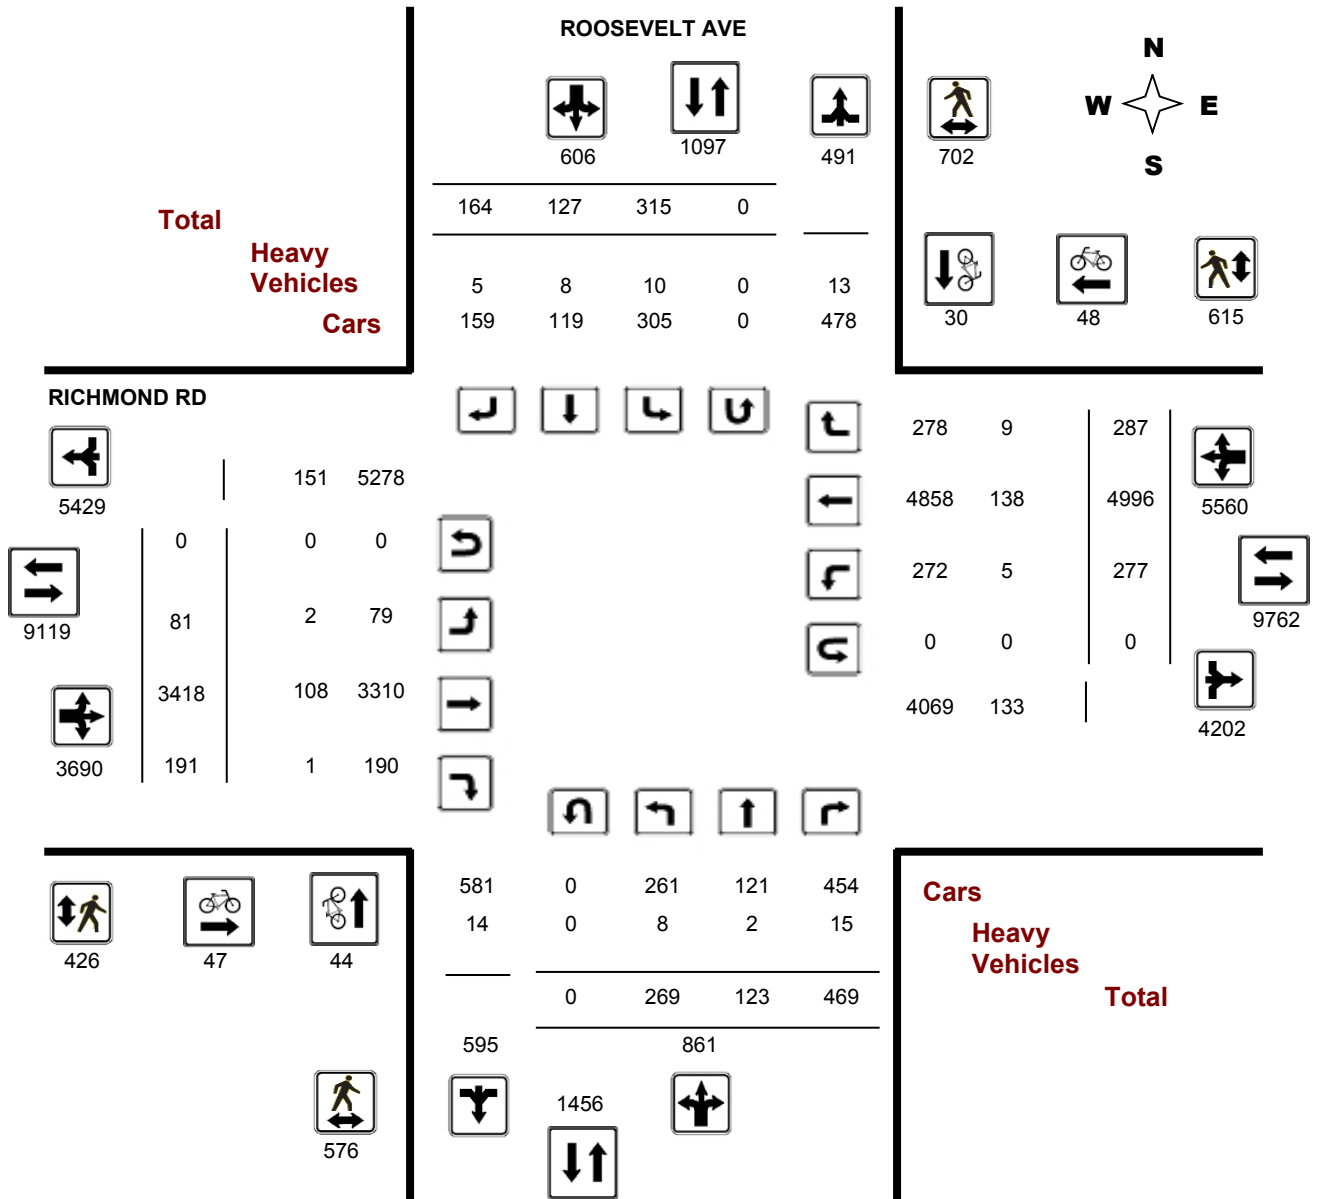 ROOSEVELT AVE
N
W E
S
606 1097 491 702
164 127 315 0
Total
Heavy
Vehicles
5 8 10 0 13
Cars
159 119 305 0 478
30 48 615
RICHMOND RD
5429
151 5278
0 0 0
9119
81 2 79
3418 108 3310
3690
191 1 190
278 9 287
4858 138 4996
5560
272 5 277
9762
0 0 0
4069 133
4202
581 0 261 121 454
14 0 8 2 15
0 269 123 469
595 861
1456
426 47 44
576
Cars
Heavy
Vehicles
Total